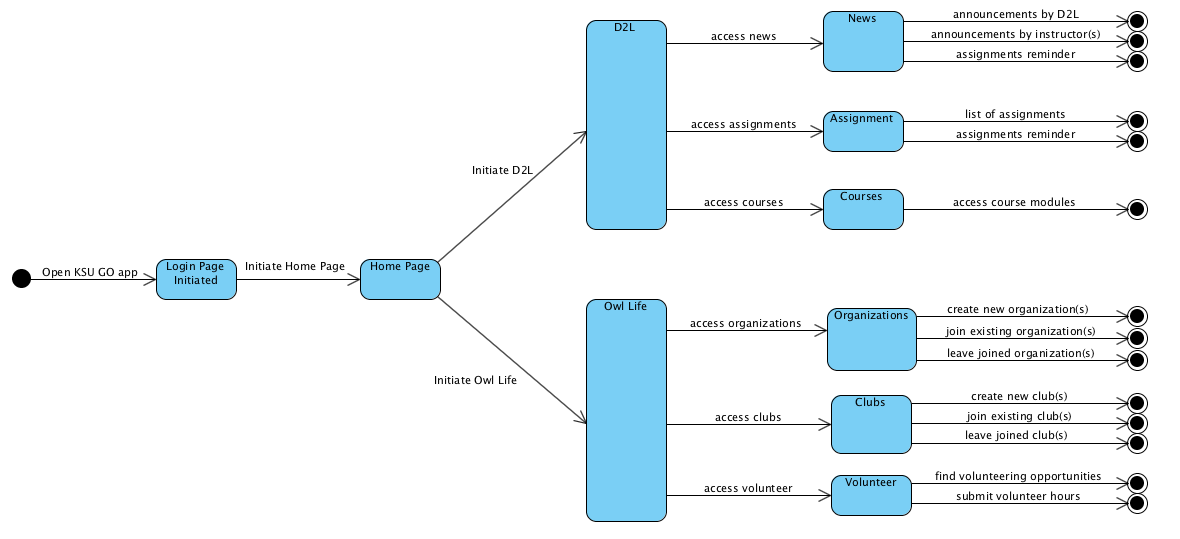 Open KSU GO app
Login Page
Initiated
Initiate Home Page
Home Page
Initiate D2L
Initiate Owl Life
D2L
access news
access assignments
access courses
News
announcements by D2L
announcements by instructor(s)
assignments reminder
Assignment
list of assignments
assignments reminder
Courses
access course modules
Owl Life
access organizations
access clubs
access volunteer
Organizations
create new organization(s)
join existing organization(s)
leave joined organization(s)
Clubs
create new club(s)
join existing club(s)
leave joined club(s)
Volunteer
find volunteering opportunities
submit volunteer hours